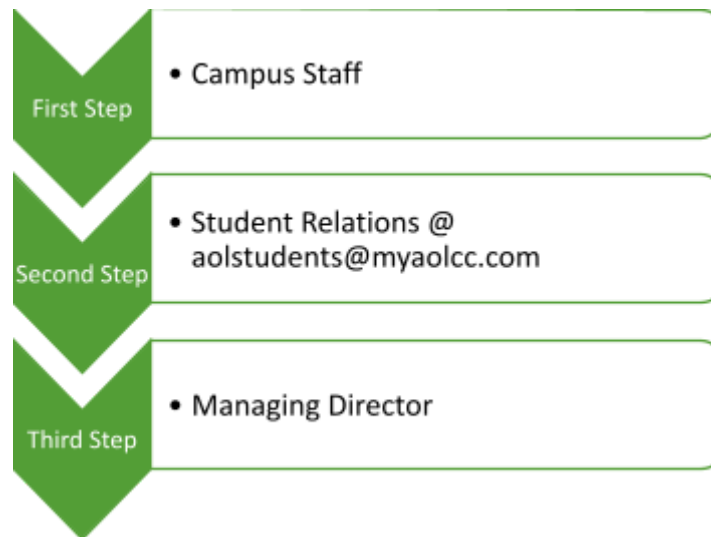 First Step
• Campus Staff
Second Step
• Student Relations @
aolstudents@myaolcc.com
Third Step
• Managing Director